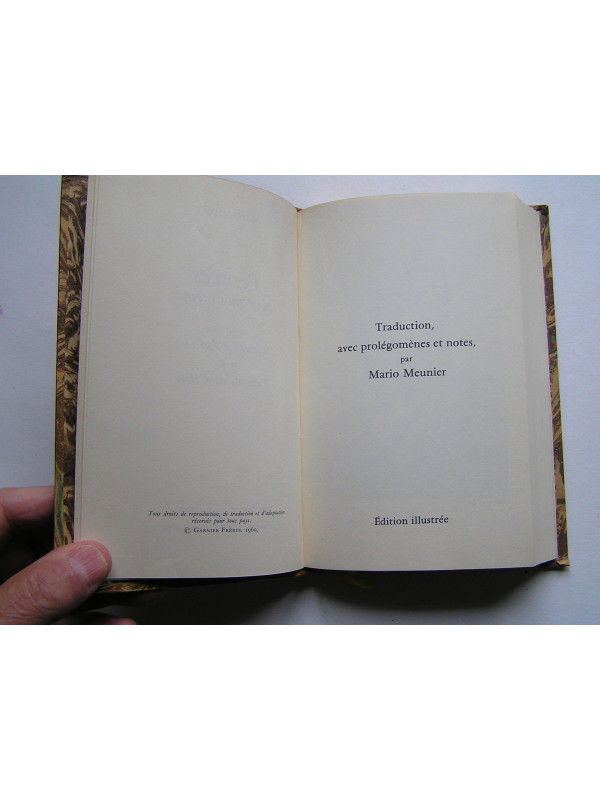 Tous droits de reproduction, de traduction et d'adaptation
réservés pour tous pays.
© GARNIER FRÈRES, 1960,
Traduction,
avec prolégomènes et notes,
par
Mario Meunier
Édition illustrée